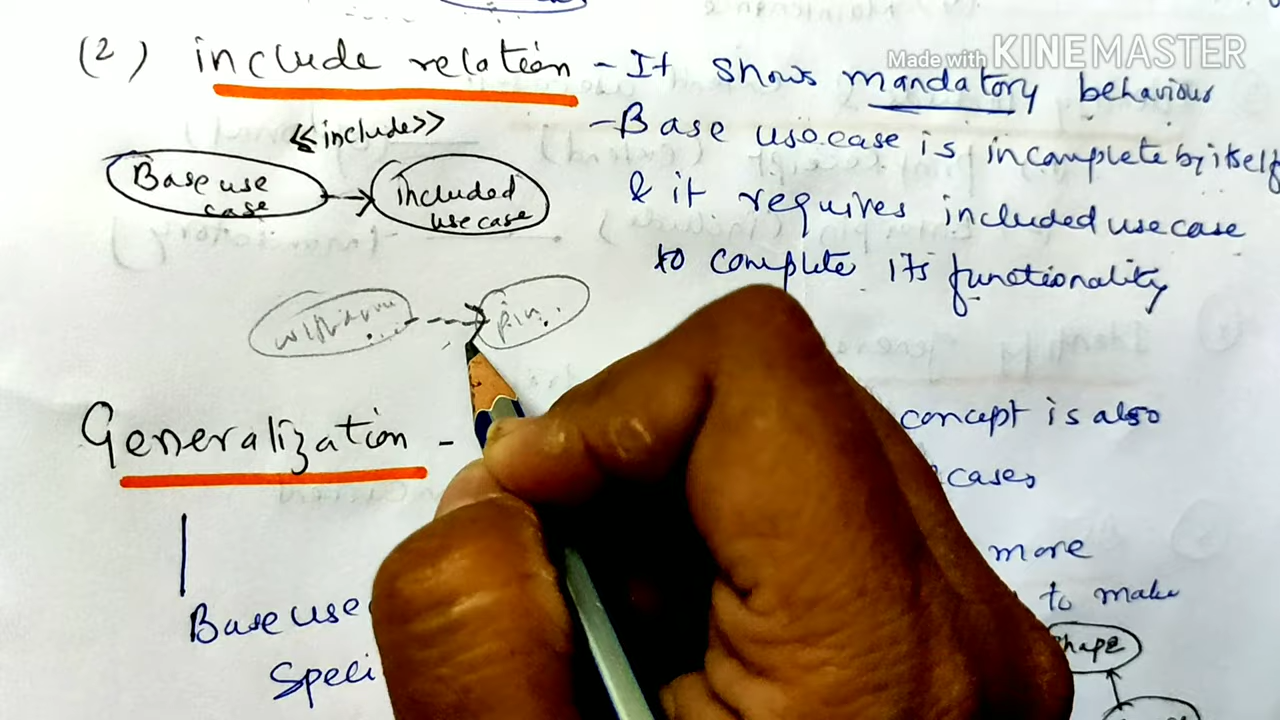 Made with KINEMASTER
(2) include relation - It shows mandatory behaviour
<<include>>
- Base use case is incomplete by itself
Base use case
included use case
& it requires included use case
to complete its functionality
pin
Generalization -
concept is also
cases
more
to make
Base use
Speci
shape